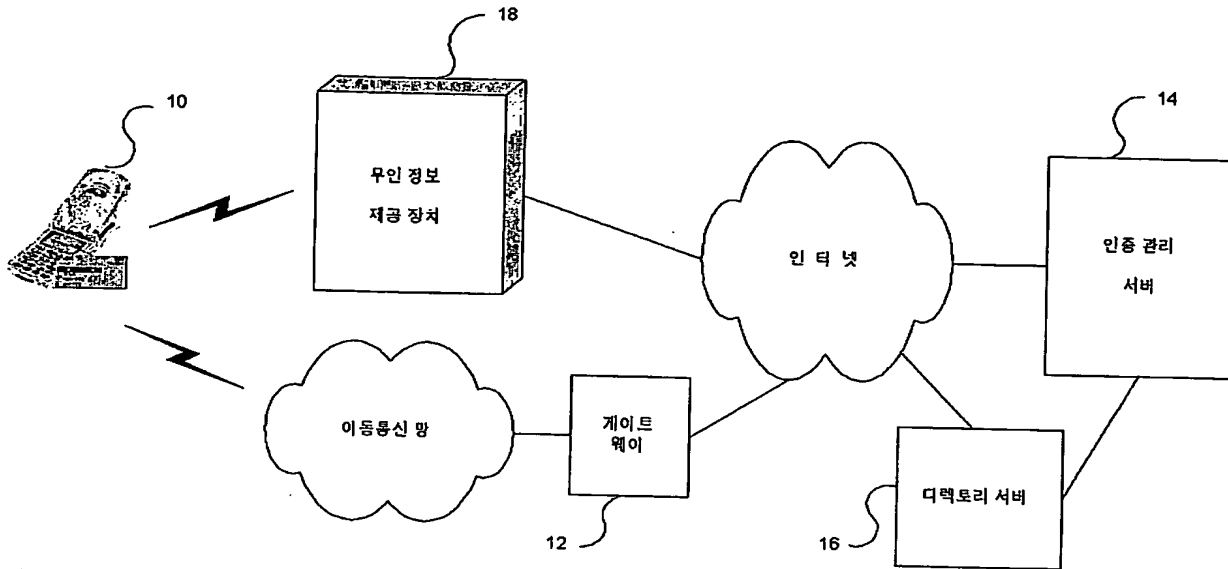 18
10
14
무인 정보
제공 장치
인 터 넷
인증 관리
서버
이동통신 망
게이트
웨이
디렉토리 서버
12
16